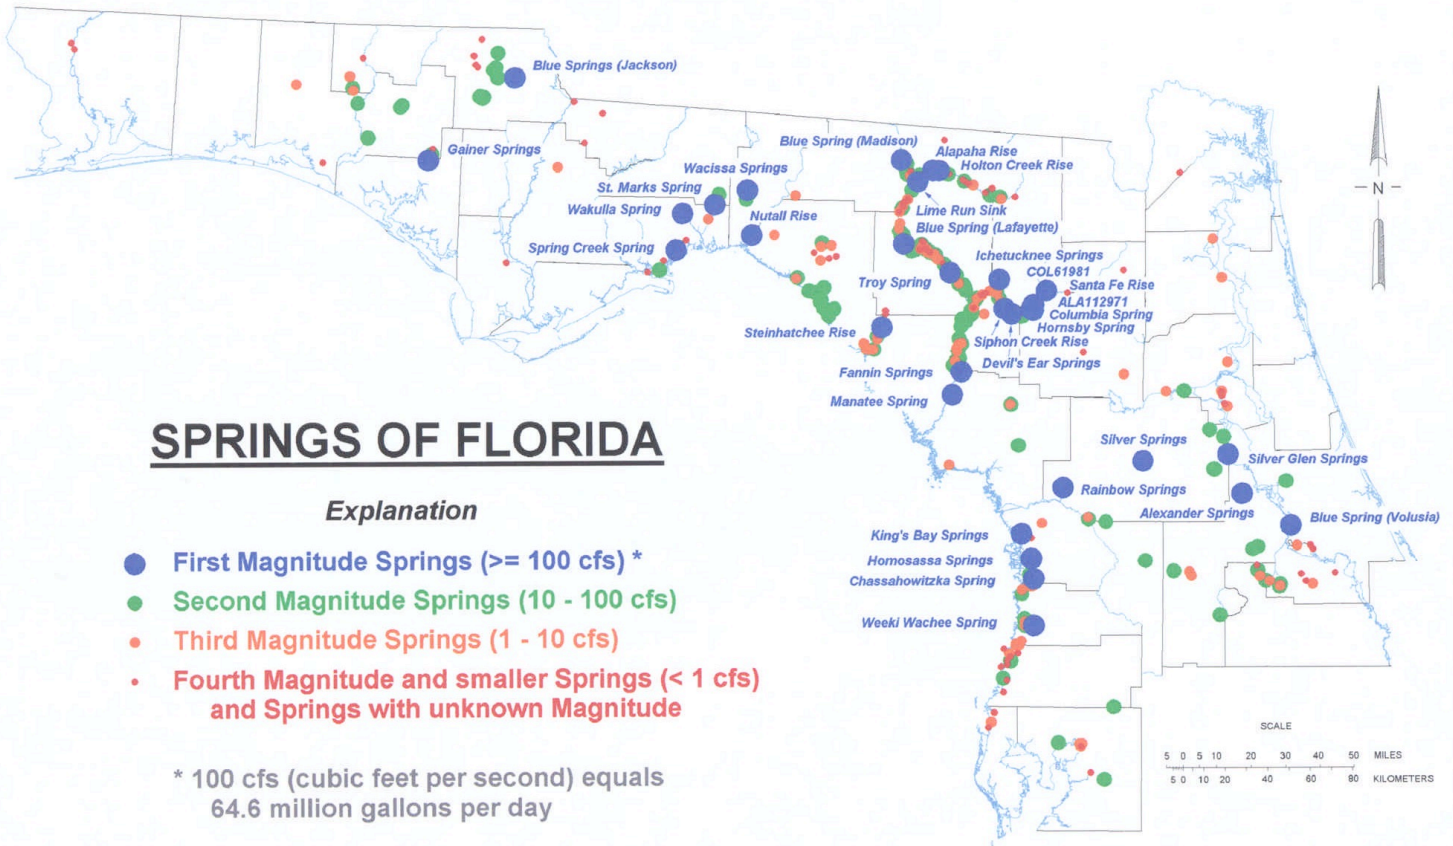 Blue Springs (Jackson)
Gainer Springs
Blue Spring (Madison)
Alapaha Rise
Holton Creek Rise
Wacissa Springs
St. Marks Spring
Wakulla Spring
Nutall Rise
Lime Run Sink
Blue Spring (Lafayette)
Spring Creek Spring
Ichetucknee Springs
COL61981
Troy Spring
Santa Fe Rise
ALA112971
Columbia Spring
Hornsby Spring
Steinhatchee Rise
Siphon Creek Rise
Devil's Ear Springs
Fannin Springs
Manatee Spring
N
SPRINGS OF FLORIDA
Explanation
First Magnitude Springs (>= 100 cfs) *
Second Magnitude Springs (10 - 100 cfs)
Third Magnitude Springs (1 - 10 cfs)
Fourth Magnitude and smaller Springs (< 1 cfs)
and Springs with unknown Magnitude
* 100 cfs (cubic feet per second) equals
64.6 million gallons per day
Silver Springs
Silver Glen Springs
Rainbow Springs
Alexander Springs
Blue Spring (Volusia)
King's Bay Springs
Homosassa Springs
Chassahowitzka Spring
Weeki Wachee Spring
SCALE
5 0 5 10 20 30 40 50 MILES
5 0 10 20 40 60 80 KILOMETERS